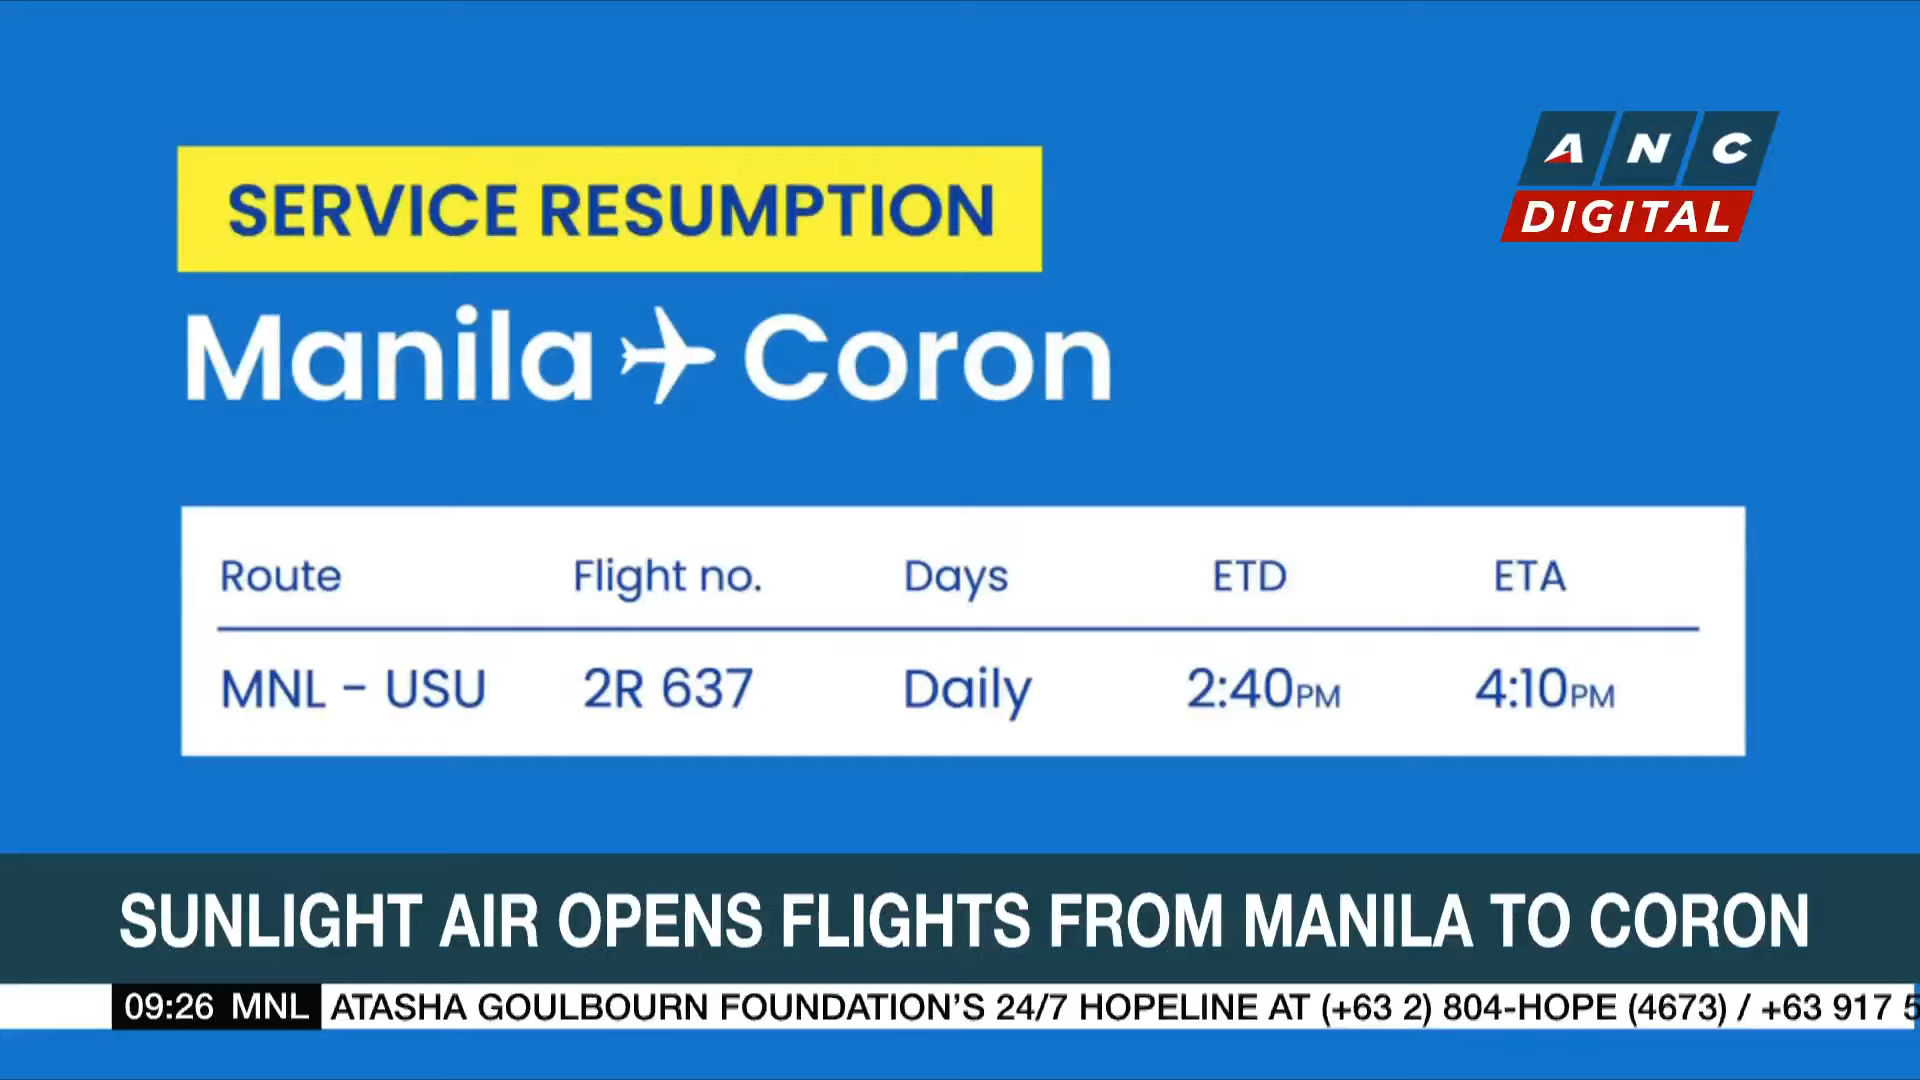 ANC
DIGITAL
SERVICE RESUMPTION
Manila Coron
Route Flight no. Days ETD ETA
MNL - USU 2R 637 Daily 2:40PM 4:10PM
SUNLIGHT AIR OPENS FLIGHTS FROM MANILA TO CORON
09:26 MNL ATASHA GOULBOURN FOUNDATION'S 24/7 HOPELINE AT (+63 2) 804-HOPE (4673) / +63 917 5